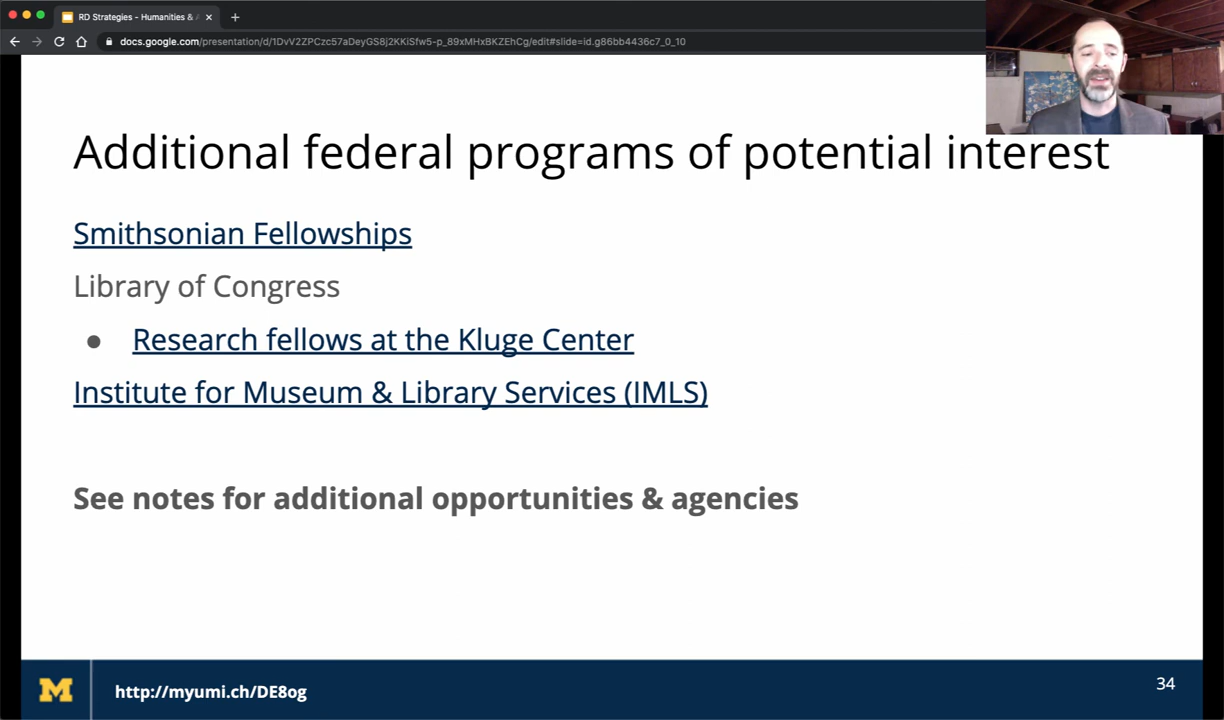 RD Strategies - Humanities &
docs.google.com/presentation/d/1DvV2ZPCzc57aDeyGS8j2KKiSfw5-p_89xMHxBKZEhCg/edit#slide=id.g86bb4436c7_0_10
Additional federal programs of potential interest
Smithsonian Fellowships
Library of Congress
● Research fellows at the Kluge Center
Institute for Museum & Library Services (IMLS)
See notes for additional opportunities & agencies
M http://myumi.ch/DE8og
34